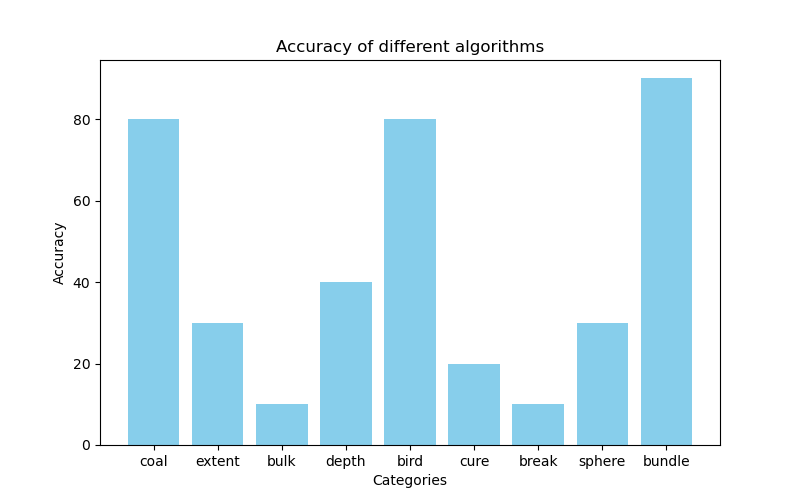 Accuracy of different algorithms
Accuracy
80
60
40
20
0
coal extent bulk depth bird cure break sphere bundle
Categories